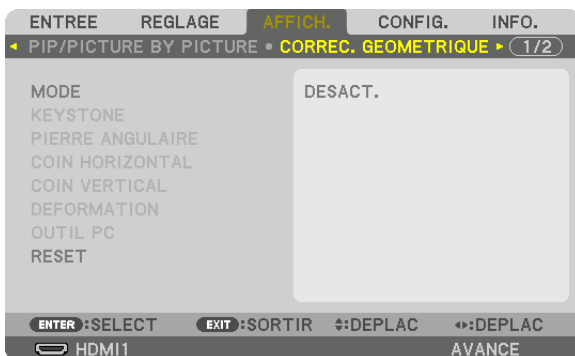 ENTREE REGLAGE AFFICH. CONFIG. INFO.
PIP/PICTURE BY PICTURE • CORREC. GEOMETRIQUE 1/2
MODE DESACT.
KEYSTONE
PIERRE ANGULAIRE
COIN HORIZONTAL
COIN VERTICAL
DEFORMATION
OUTIL PC
RESET
ENTER :SELECT EXIT :SORTIR :DEPLAC :DEPLAC
HDMI1 AVANCE